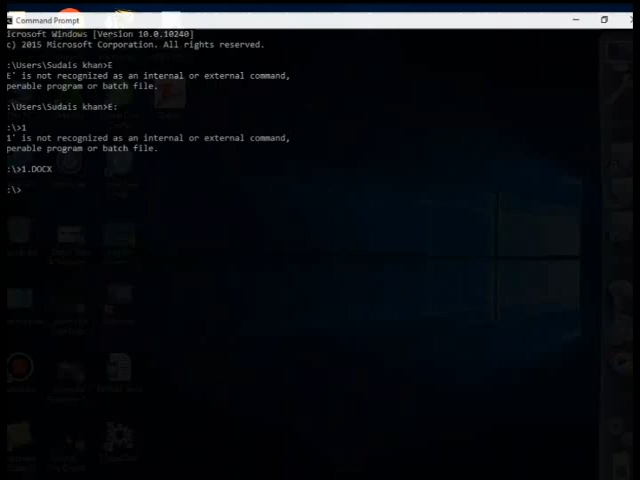 Command Prompt
icrosoft Windows [Version 10.0.10240]
c) 2015 Microsoft Corporation. All rights reserved.
:\Users\Sudais khan>E
E' is not recognized as an internal or external command,
perable program or batch file.
:\Users\Sudais khan>E:
:\>1
1' is not recognized as an internal or external command,
perable program or batch file.
:\>1.DOCX
:\>